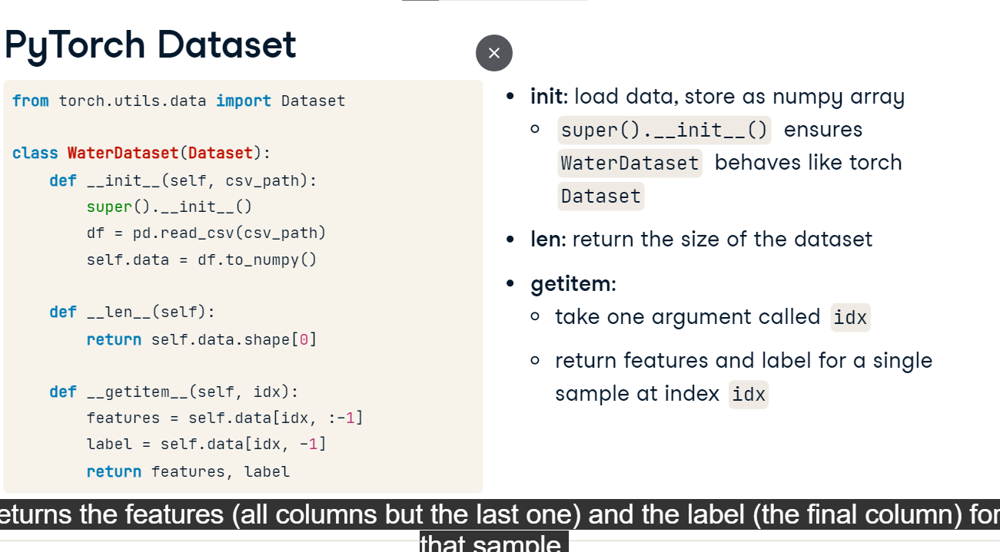 PyTorch Dataset
from torch.utils.data import Dataset
class WaterDataset(Dataset):
    def __init__(self, csv_path):
        super().__init__()
        df = pd.read_csv(csv_path)
        self.data = df.to_numpy()
    def __len__(self):
        return self.data.shape[0]
    def __getitem__(self, idx):
        features = self.data[idx, :-1]
        label = self.data[idx, -1]
        return features, label
• init: load data, store as numpy array
○ super().__init__() ensures
WaterDataset behaves like torch
Dataset
• len: return the size of the dataset
• getitem:
○ take one argument called idx
○ return features and label for a single
sample at index idx
eturns the features (all columns but the last one) and the label (the final column) for
that sample